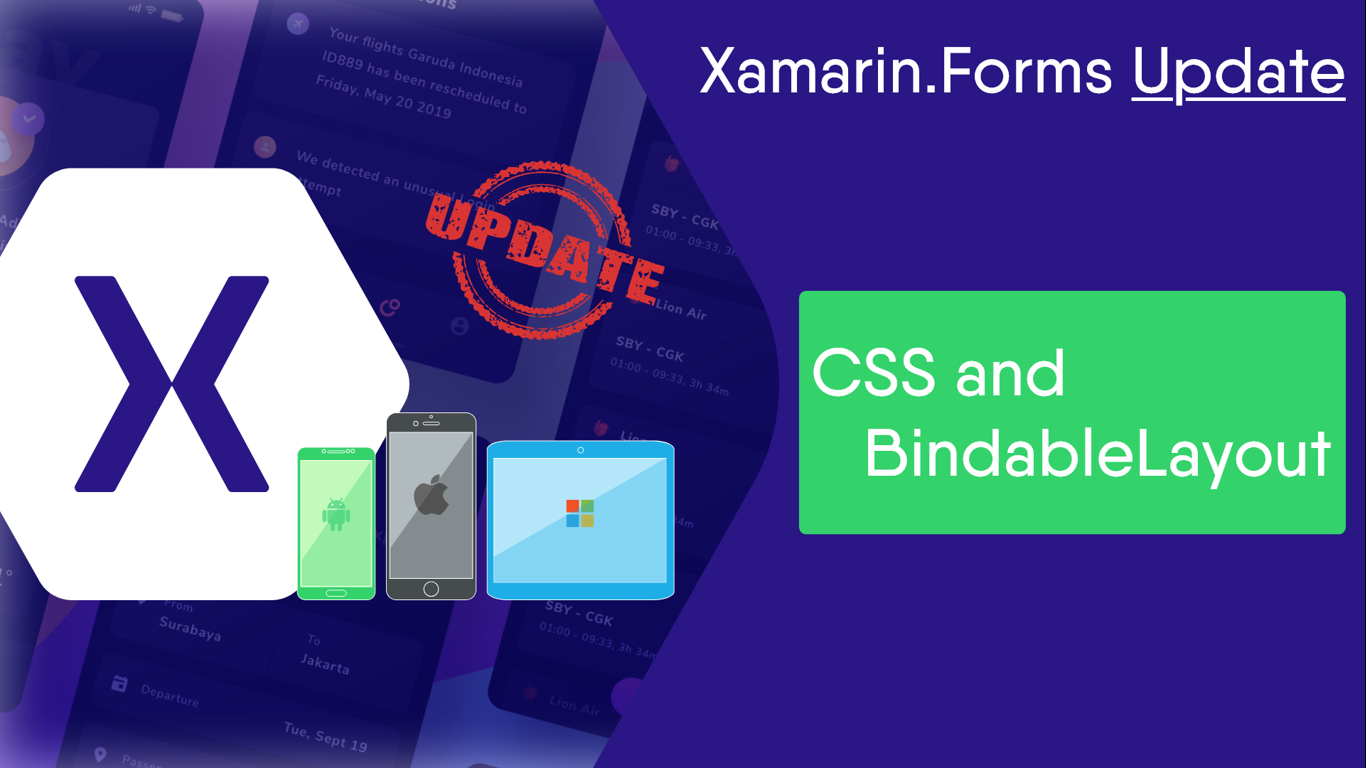 Xamarin.Forms Update
CSS and
BindableLayout
UPDATE
X
Your flights Garuda Indonesia
ID889 has been rescheduled to
Friday, May 20 2019
We detected an unusual Login
SBY - CGK
01:00 - 09:33, 3h
Lion Air
SBY - CGK
01:00 - 09:33, 3h 34m
SBY - CGK
01:00 - 09:33, 3h 34m
Lion Air
From
Surabaya
To
Jakarta
Departure
Tue, Sept 19